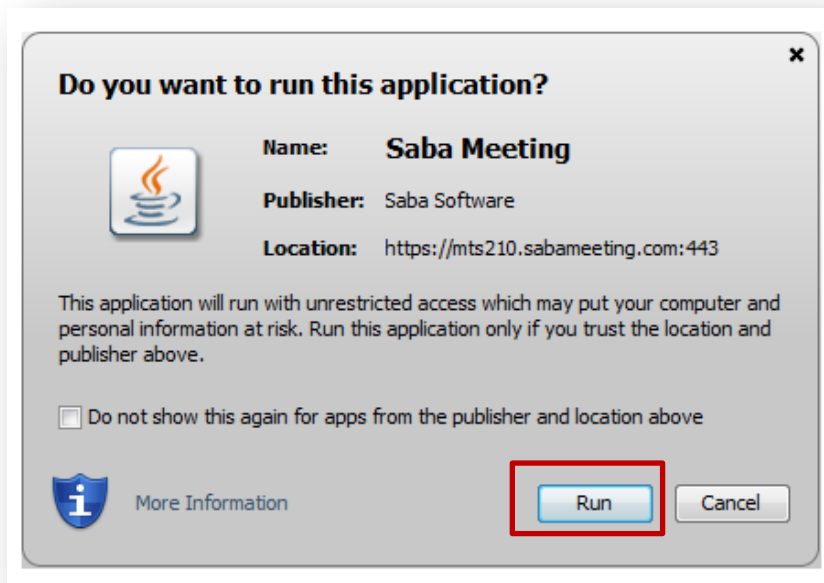 Do you want to run this application?
Name: Saba Meeting
Publisher: Saba Software
Location: https://mts210.sabameeting.com:443
This application will run with unrestricted access which may put your computer and
personal information at risk. Run this application only if you trust the location and
publisher above.
Do not show this again for apps from the publisher and location above
More Information
Run
Cancel